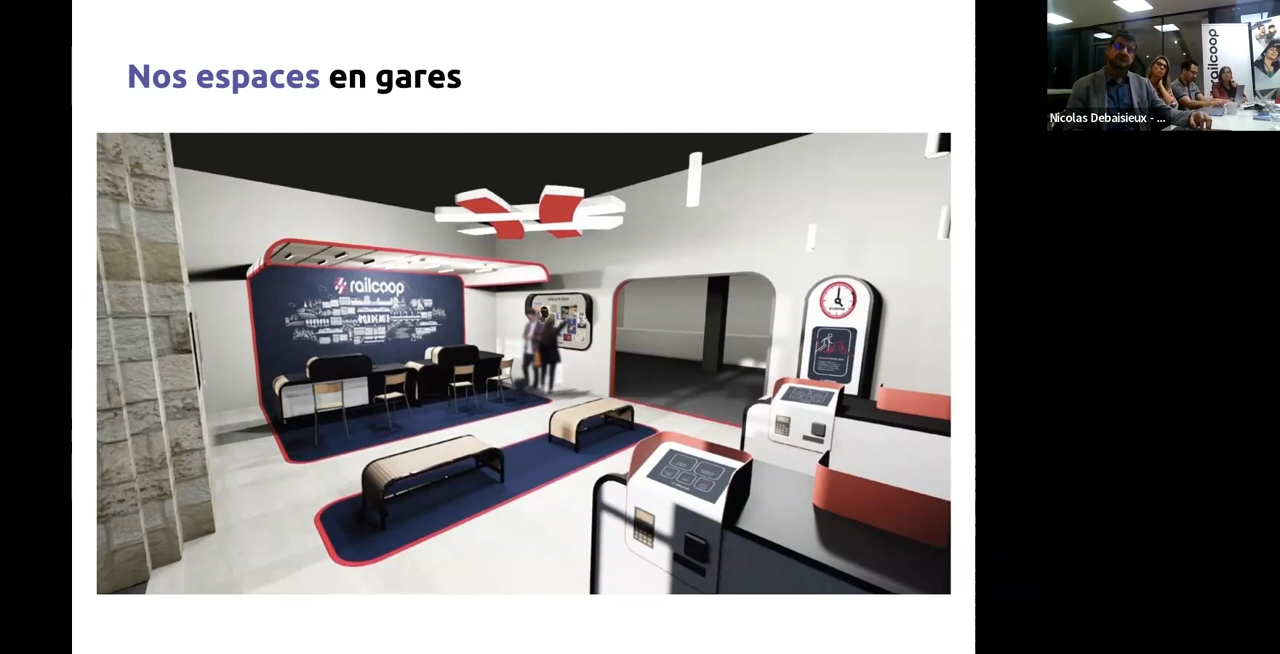 Nos espaces en gares
railcoop
railcoop
Nicolas Debaisieux - ...